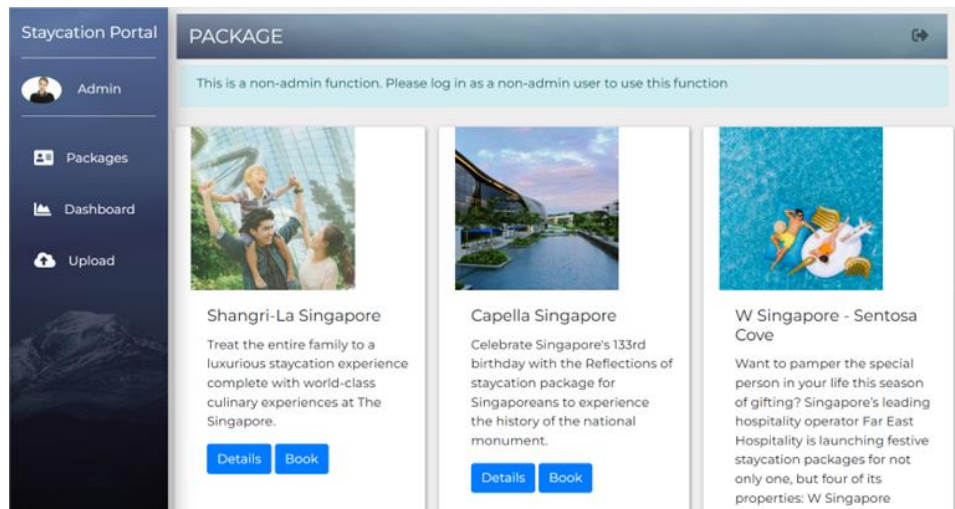 Staycation Portal
Admin
Packages
Dashboard
Upload
PACKAGE
This is a non-admin function. Please log in as a non-admin user to use this function
Shangri-La Singapore
Treat the entire family to a
luxurious staycation experience
complete with world-class
culinary experiences at The
Singapore.
Details Book
Capella Singapore
Celebrate Singapore's 133rd
birthday with the Reflections of
staycation package for
Singaporeans to experience
the history of the national
monument.
Details Book
W Singapore - Sentosa
Cove
Want to pamper the special
person in your life this season
of gifting? Singapore's leading
hospitality operator Far East
Hospitality is launching festive
staycation packages for not
only one, but four of its
properties: W Singapore